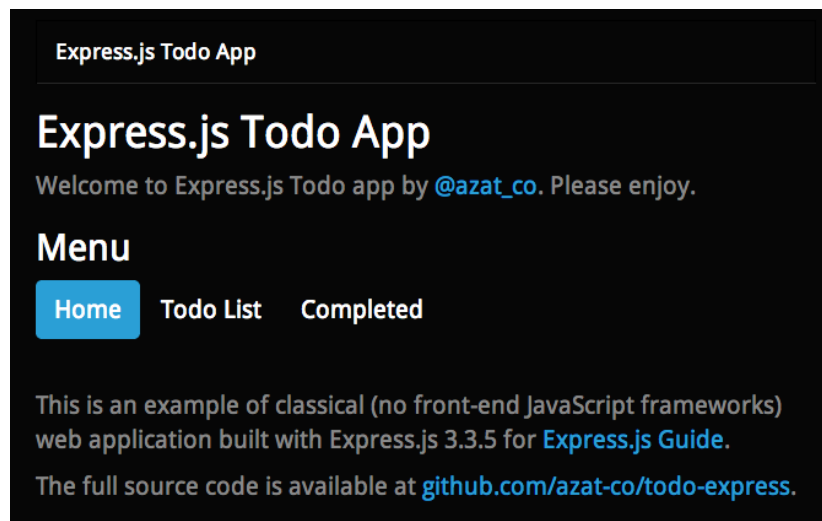 Express.js Todo App
Express.js Todo App
Welcome to Express.js Todo app by @azat_co. Please enjoy.
Menu
Home Todo List Completed
This is an example of classical (no front-end JavaScript frameworks)
web application built with Express.js 3.3.5 for Express.js Guide.
The full source code is available at github.com/azat-co/todo-express.